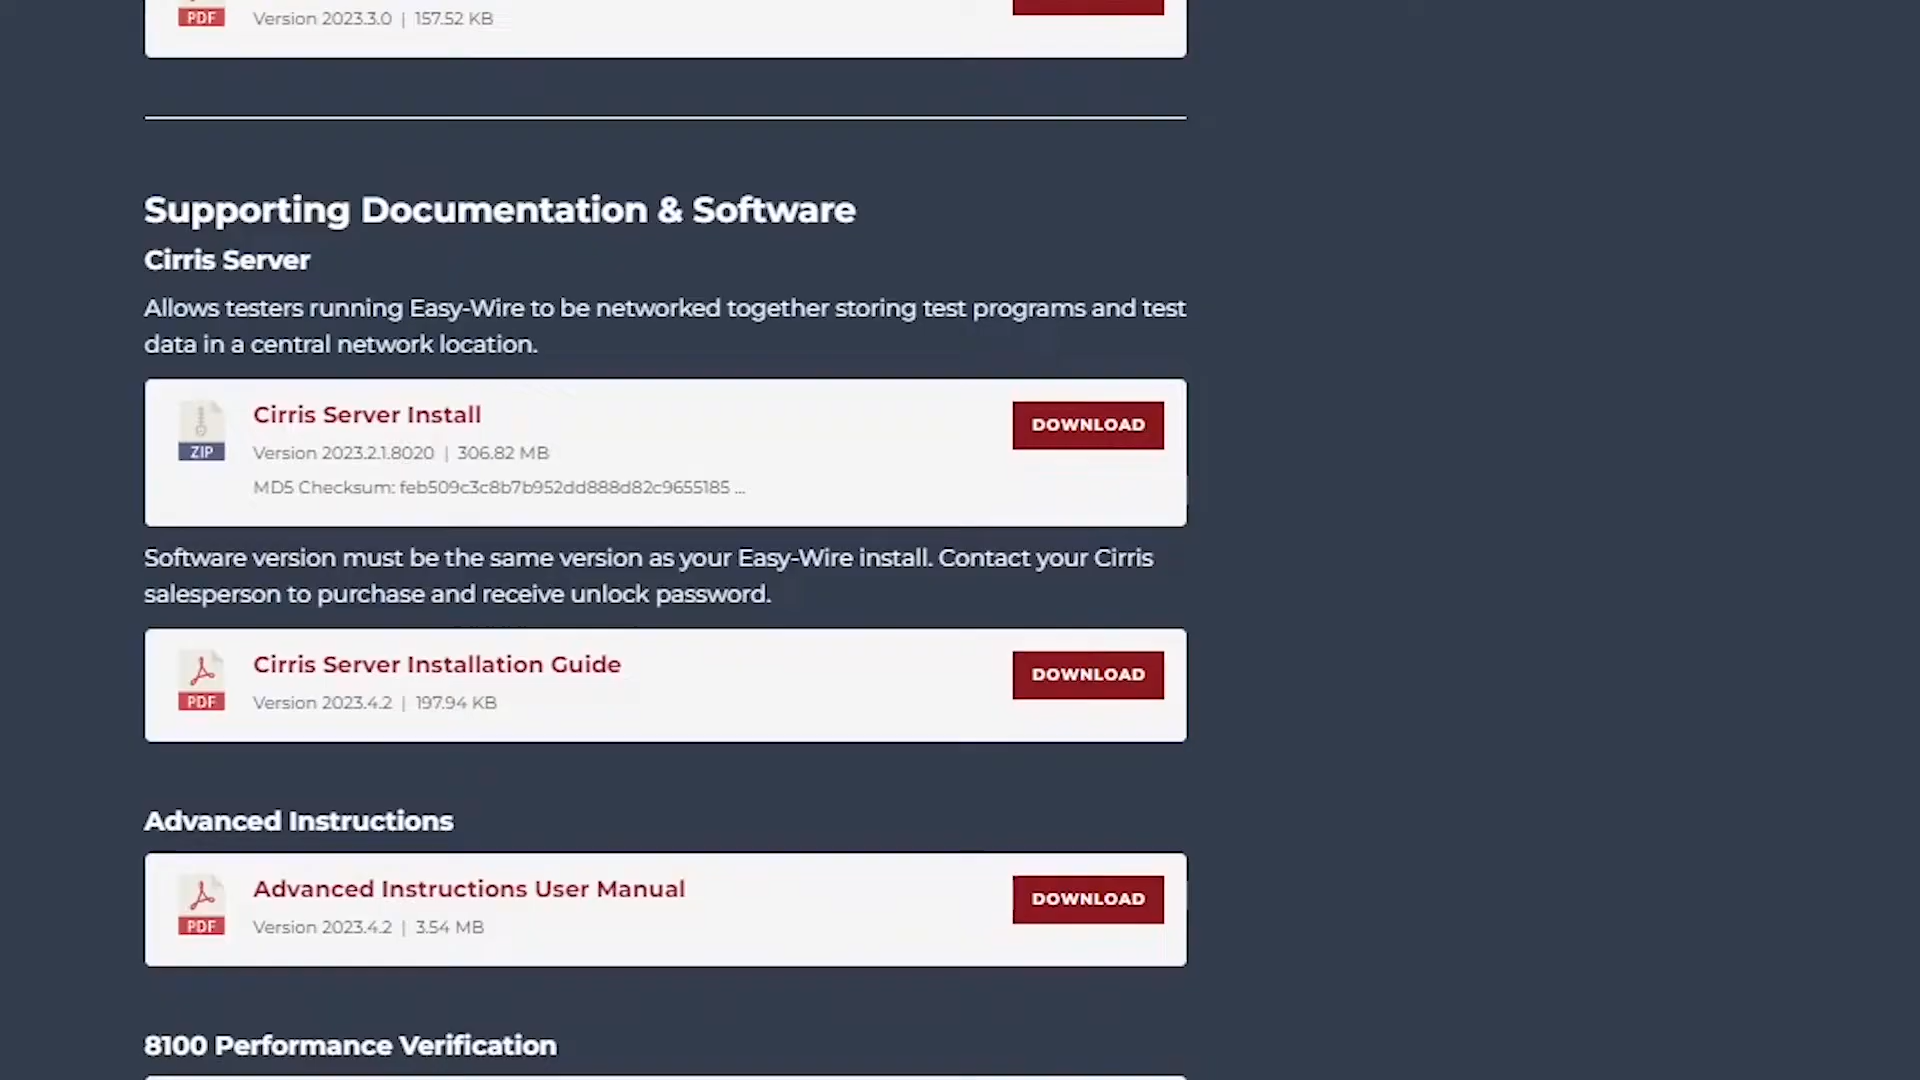 PDF
Version 2023.3.0 | 157.52 KB
Supporting Documentation & Software
Cirris Server
Allows testers running Easy-Wire to be networked together storing test programs and test
data in a central network location.
ZIP
Cirris Server Install
DOWNLOAD
Version 2023.2.1.8020 | 306.82 MB
MD5 Checksum: feb509c3c8b7b952dd888d82c9655185 ...
Software version must be the same version as your Easy-Wire install. Contact your Cirris
salesperson to purchase and receive unlock password.
PDF
Cirris Server Installation Guide
DOWNLOAD
Version 2023.4.2 | 197.94 KB
Advanced Instructions
PDF
Advanced Instructions User Manual
DOWNLOAD
Version 2023.4.2 | 3.54 MB
8100 Performance Verification